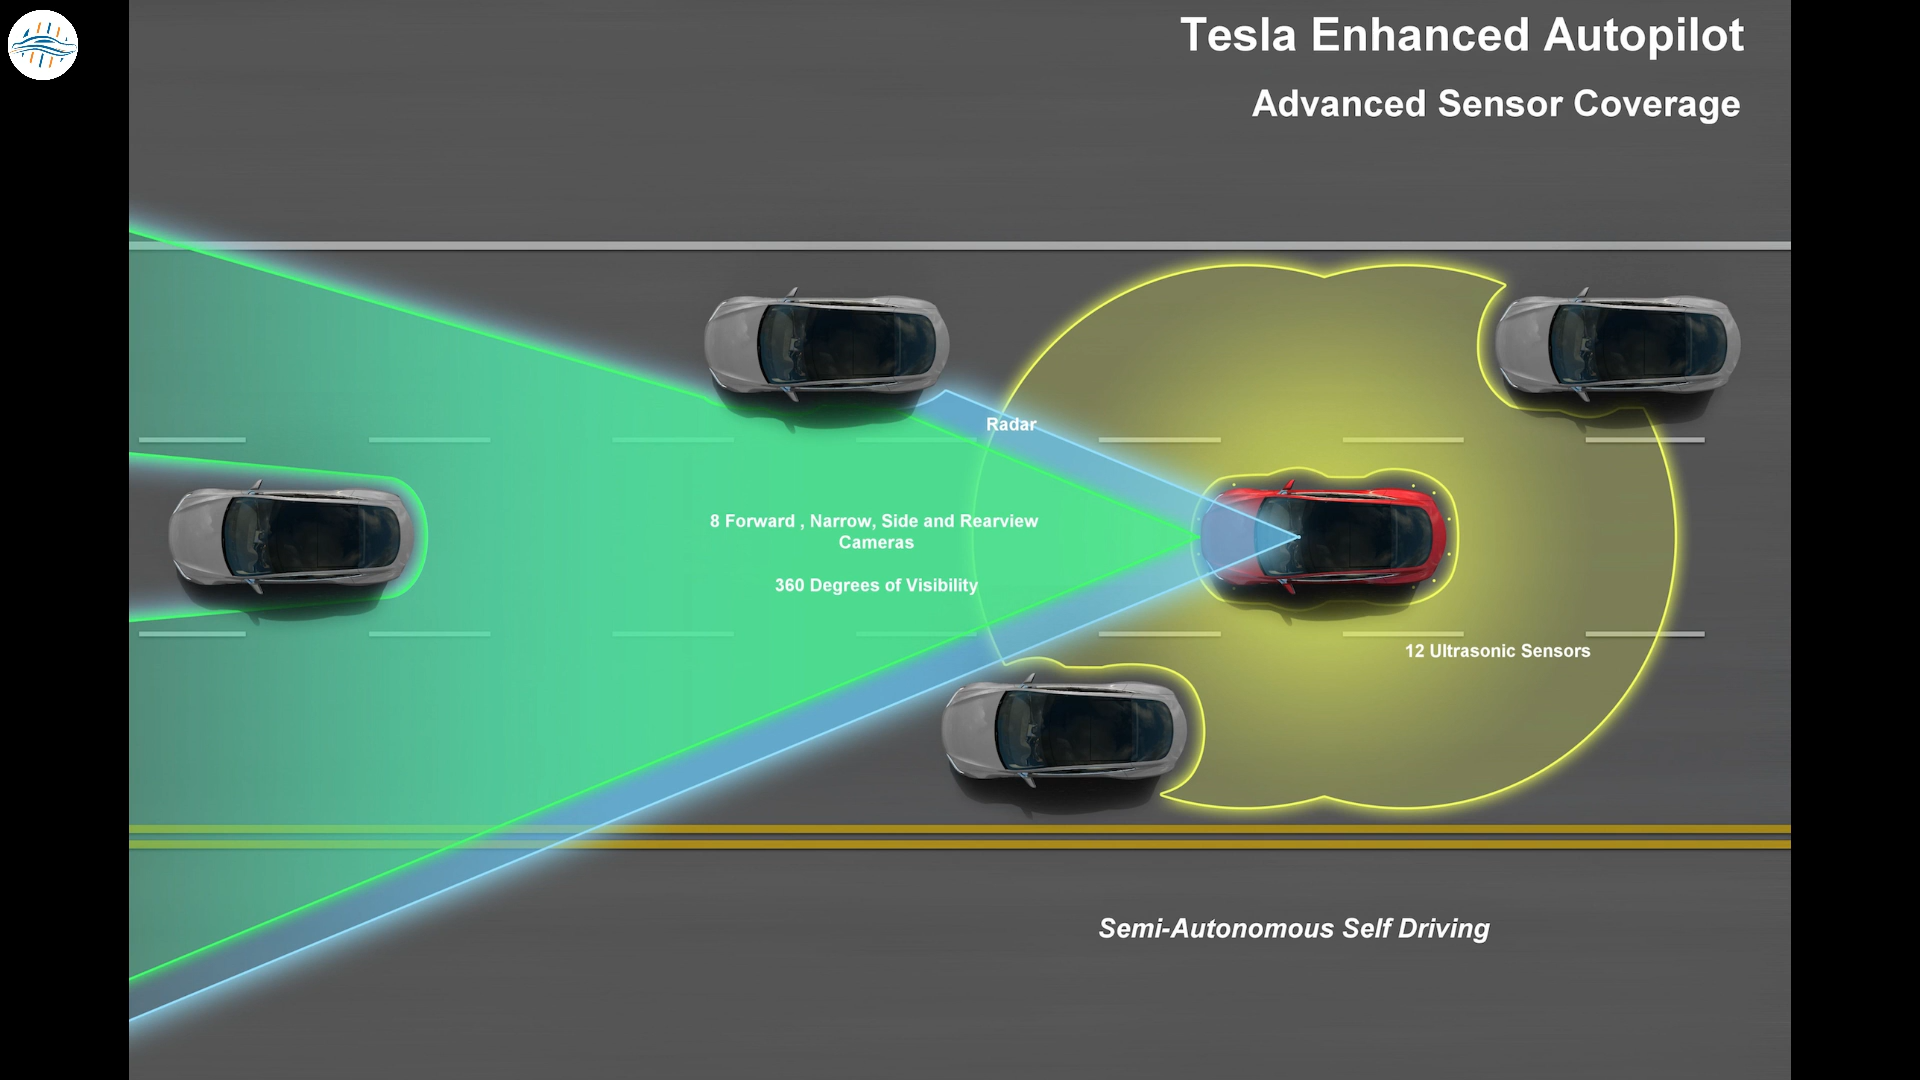 Tesla Enhanced Autopilot
Advanced Sensor Coverage
Radar
8 Forward , Narrow, Side and Rearview
Cameras
360 Degrees of Visibility
12 Ultrasonic Sensors
Semi-Autonomous Self Driving